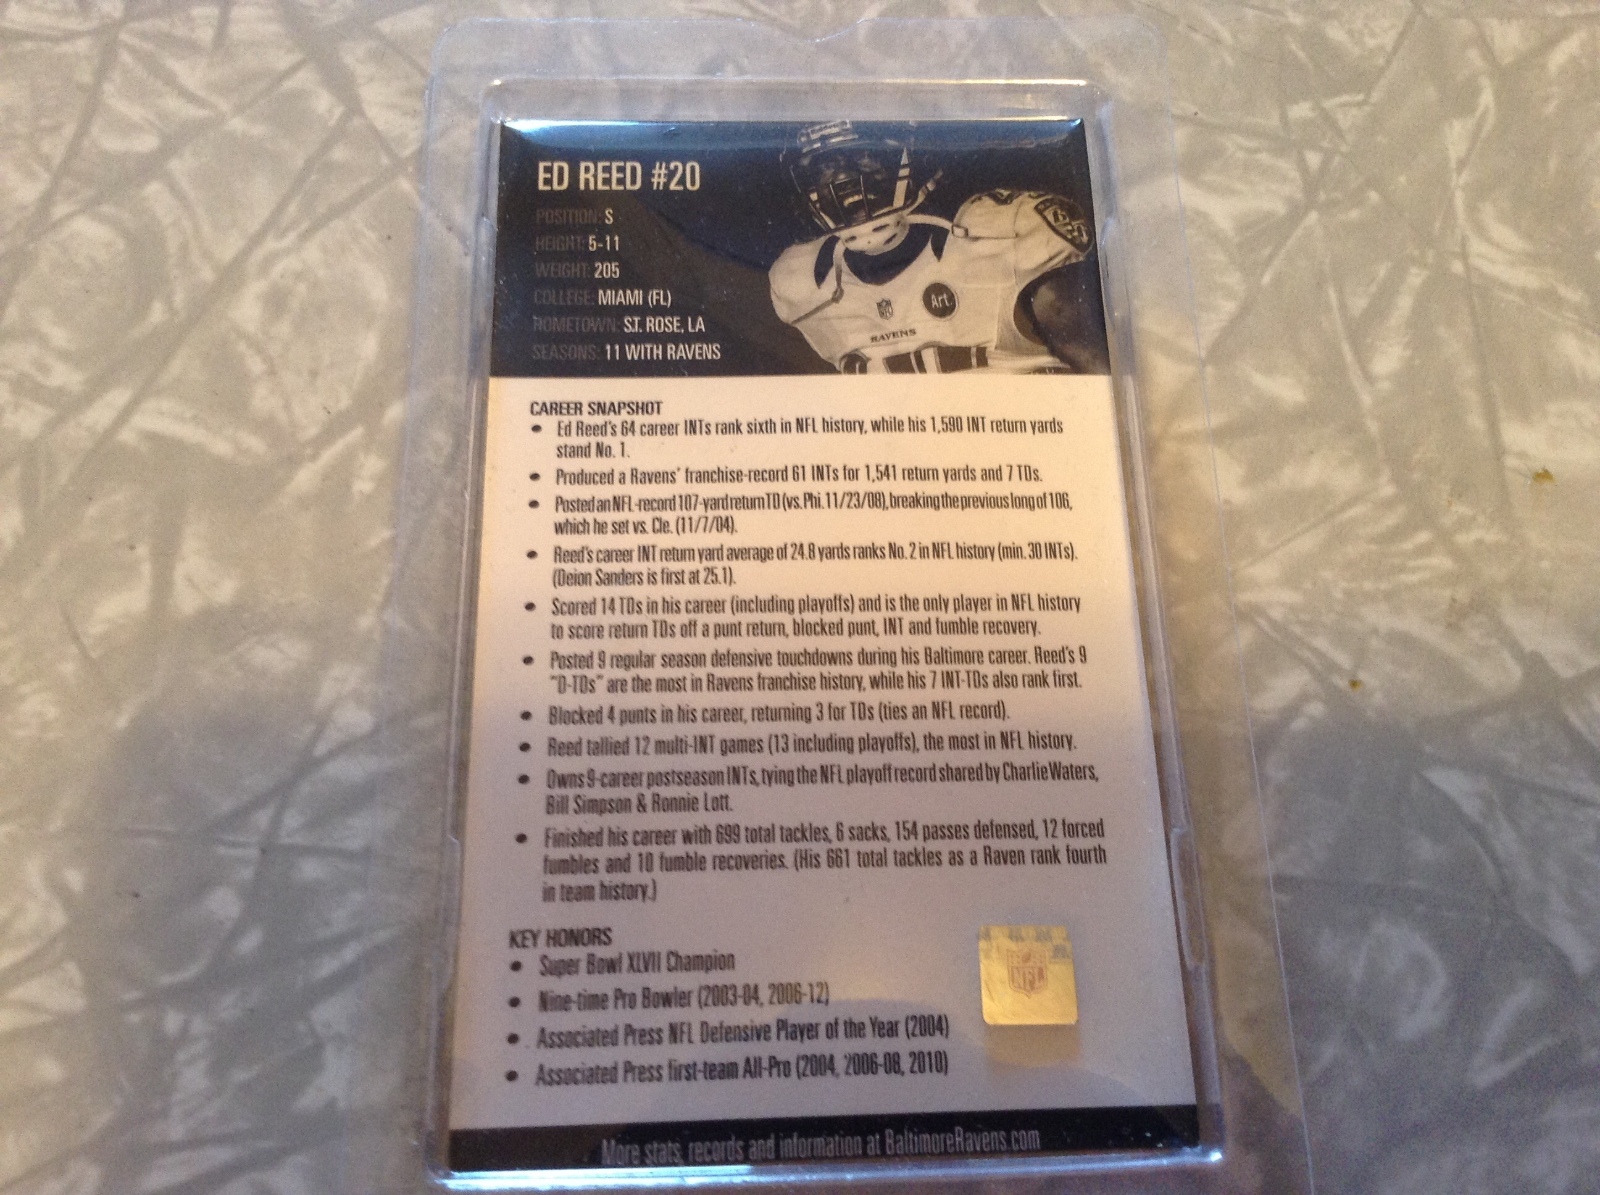 ED REED #20
POSITION: S
HEIGHT: 5-11
WEIGHT: 205
COLLEGE: MIAMI (FL)
HOMETOWN: S.T. ROSE, LA
SEASONS: 11 WITH RAVENS
Art
RAVENS
CAREER SNAPSHOT
• Ed Reed's 64 career INTs rank sixth in NFL history, while his 1,590 INT return yards
stand No. 1.
• Produced a Ravens' franchise-record 61 INTs for 1,541 return yards and 7 TDs.
• Posted an NFL-record 107-yard return TD (vs. Phi. 11/23/08), breaking the previous long of 106,
which he set vs. Cle. (11/7/04).
• Reed's career INT return yard average of 24.8 yards ranks No. 2 in NFL history (min. 30 INTs).
(Deion Sanders is first at 25.1).
• Scored 14 TDs in his career (including playoffs) and is the only player in NFL history
to score return TDs off a punt return, blocked punt, INT and fumble recovery.
• Posted 9 regular season defensive touchdowns during his Baltimore career. Reed's 9
"D-TDs" are the most in Ravens franchise history, while his 7 INT-TDs also rank first.
• Blocked 4 punts in his career, returning 3 for TDs (ties an NFL record).
• Reed tallied 12 multi-INT games (13 including playoffs), the most in NFL history.
• Owns 9-career postseason INTs, tying the NFL playoff record shared by Charlie Waters,
Bill Simpson & Ronnie Lott.
• Finished his career with 699 total tackles, 6 sacks, 154 passes defensed, 12 forced
fumbles and 10 fumble recoveries. (His 661 total tackles as a Raven rank fourth
in team history.)
KEY HONORS
• Super Bowl XLVII Champion
• Nine-time Pro Bowler (2003-04, 2006-12)
• Associated Press NFL Defensive Player of the Year (2004)
• Associated Press first-team All-Pro (2004, 2006-08, 2010)
NFL
More stats, records and information at BaltimoreRavens.com